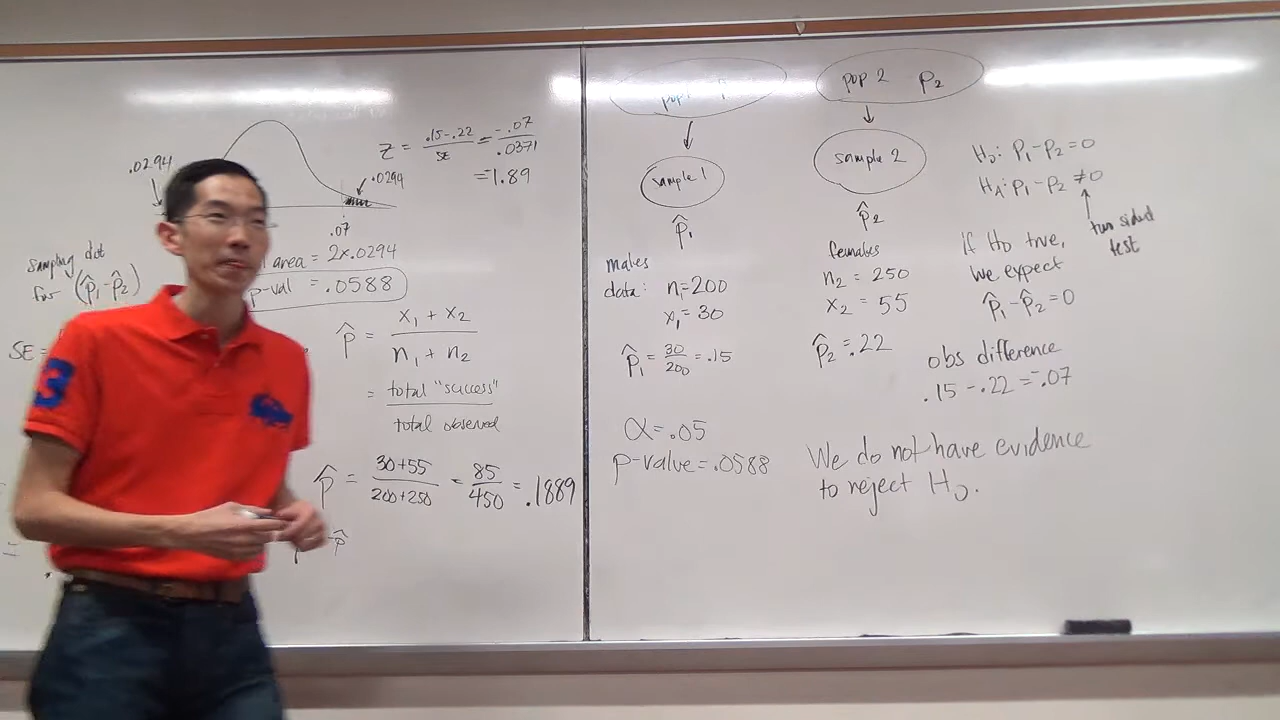 .0294
Z = .15-.22 / SE = -.07 / .0371
= -1.89
.0294
.07
sampling dist
for (p̂₁-p̂₂)
SE =
area = 2x.0294
p-val = .0588
p̂ = x₁ + x₂ / n₁ + n₂
= total "success" / total observed
p̂ = 30+55 / 200+250 = 85 / 450 = .1889
p̂
3
pop
sample 1
p̂₁
males
data: n₁=200
x₁=30
p̂₁ = 30/200 = .15
α=.05
p-value=.0588
pop 2 p₂
sample 2
p̂₂
females
n₂ = 250
x₂ = 55
p̂₂=.22
H₀: p₁-p₂=0
H_A: p₁-p₂ ≠0
two sided
test
if H₀ true,
we expect
p̂₁-p̂₂=0
obs difference
.15-.22=-.07
We do not have evidence
to reject H₀.